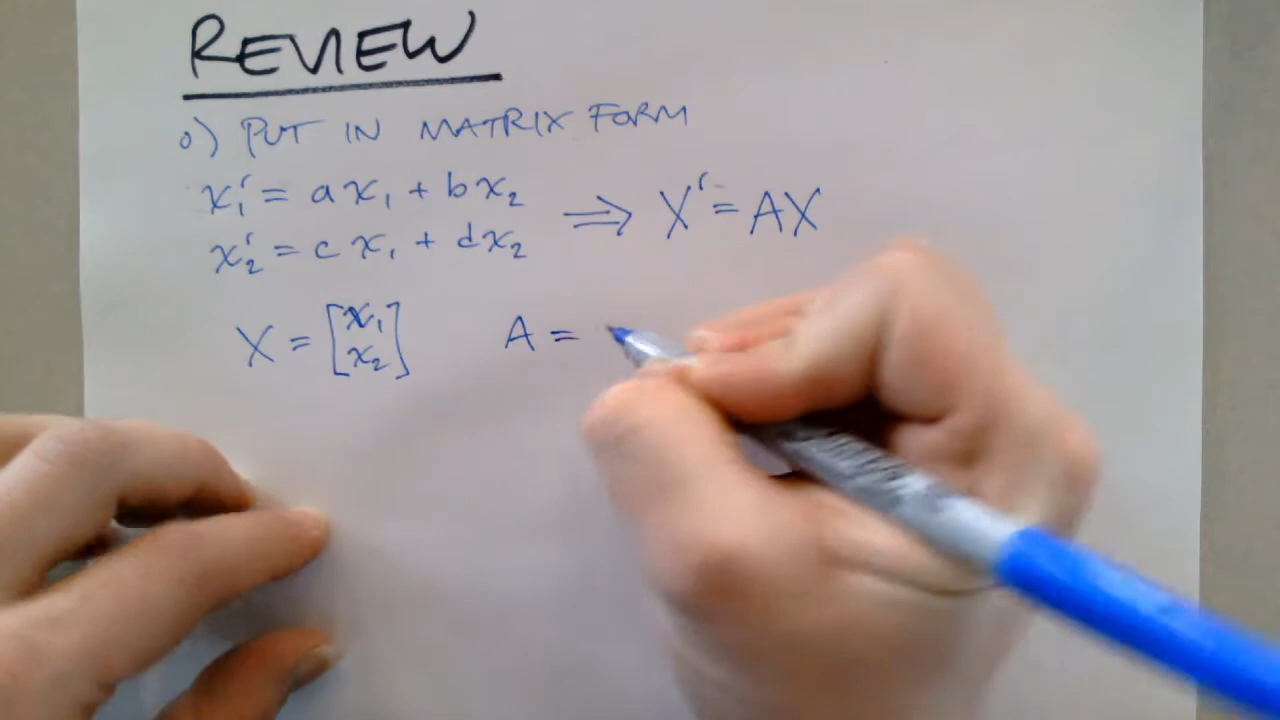 REVIEW
0) PUT IN MATRIX FORM
x₁' = ax₁ + bx₂
x₂' = cx₁ + dx₂ ⇒ X' = AX
X = [x₁ x₂] A =